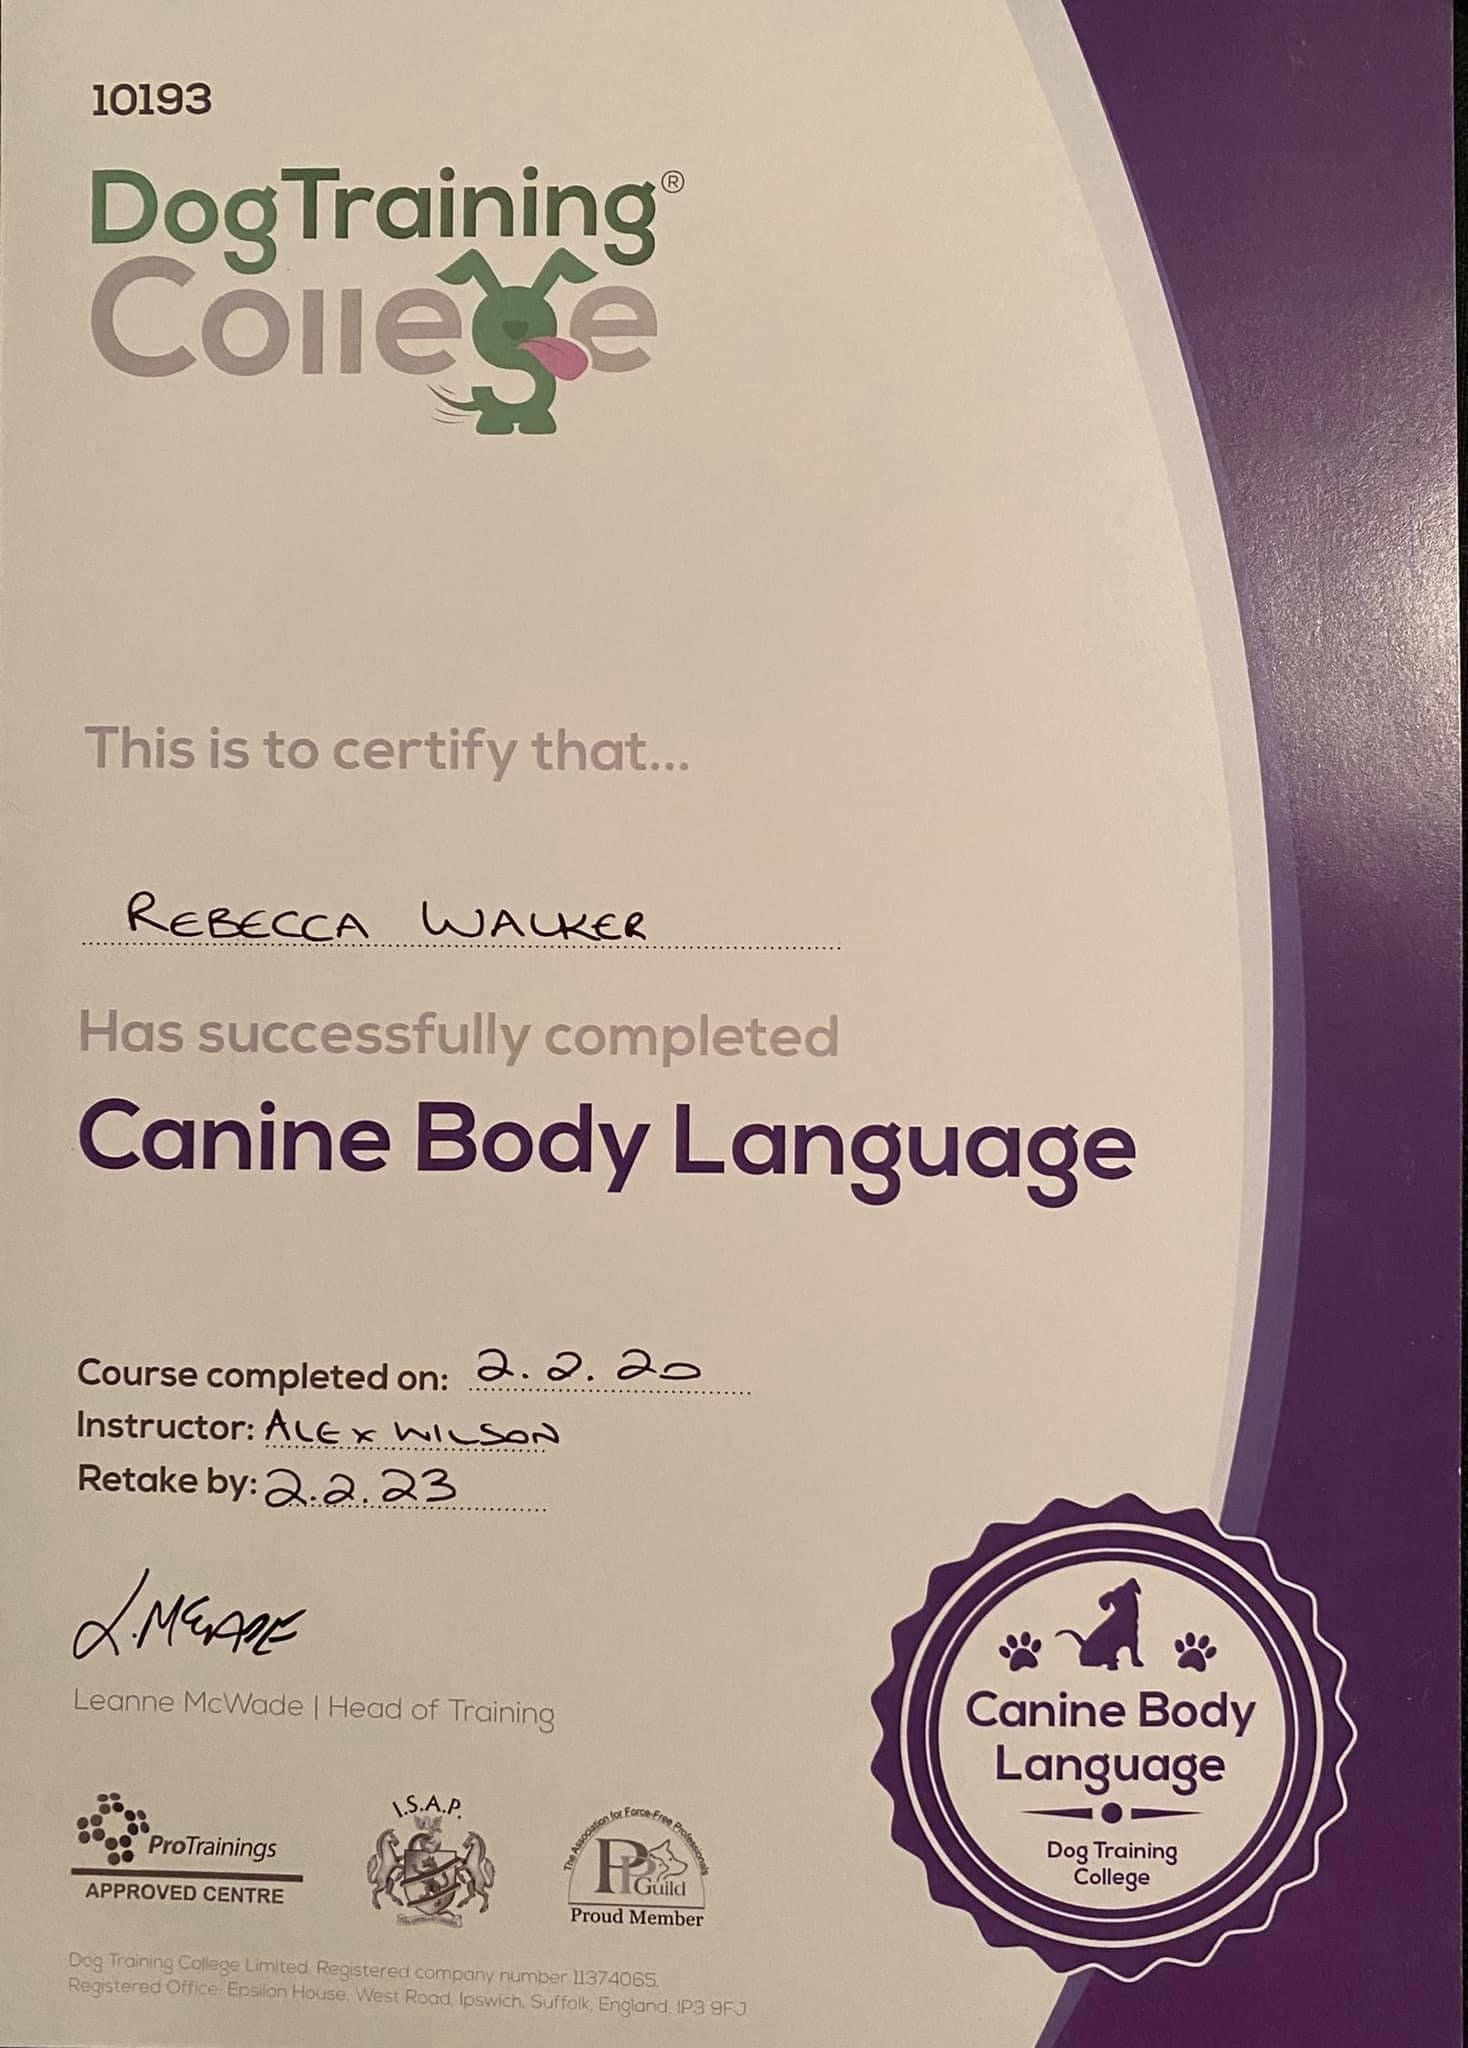 10193
DogTraining®
College
This is to certify that...
REBECCA WALKER
Has successfully completed
Canine Body Language
Course completed on: 2.2.20
Instructor: ALEX WILSON
Retake by: 2.2.23
L.MCWADE
Leanne McWade | Head of Training
ProTrainings
APPROVED CENTRE
I.S.A.P.
The Association for Force-Free Professionals
PPGuild
Proud Member
Canine Body
Language
Dog Training
College
Dog Training College Limited. Registered company number 11374065.
Registered Office: Epsilon House, West Road, Ipswich, Suffolk, England, IP3 9FJ